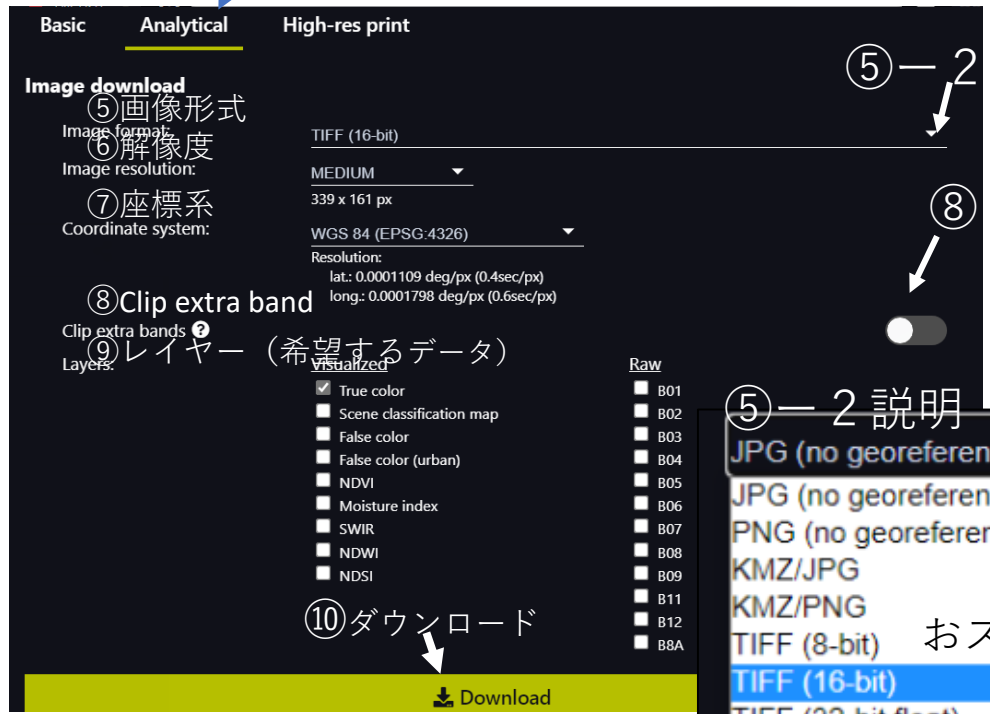 Basic Analytical High-res print
⑤ー２
Image download
⑤画像形式
Image format:
TIFF (16-bit)
⑥解像度
Image resolution:
MEDIUM
339 x 161 px
⑦座標系
⑧
Coordinate system:
WGS 84 (EPSG:4326)
Resolution:
lat.: 0.0001109 deg/px (0.4sec/px)
long.: 0.0001798 deg/px (0.6sec/px)
⑧Clip extra band
Clip extra bands
⑨レイヤー（希望するデータ）
Layers:
Visualized
True color
Scene classification map
False color
False color (urban)
NDVI
Moisture index
SWIR
NDWI
NDSI
Raw
B01
B02
B03
B04
B05
B06
B07
B08
B09
B11
B12
B8A
⑤ー２説明
JPG (no
JPG (no
PNG (no
KMZ/JPG
KMZ/PNG
TIFF (8-bit)
TIFF (16-bit)
⑩ダウンロード
Download